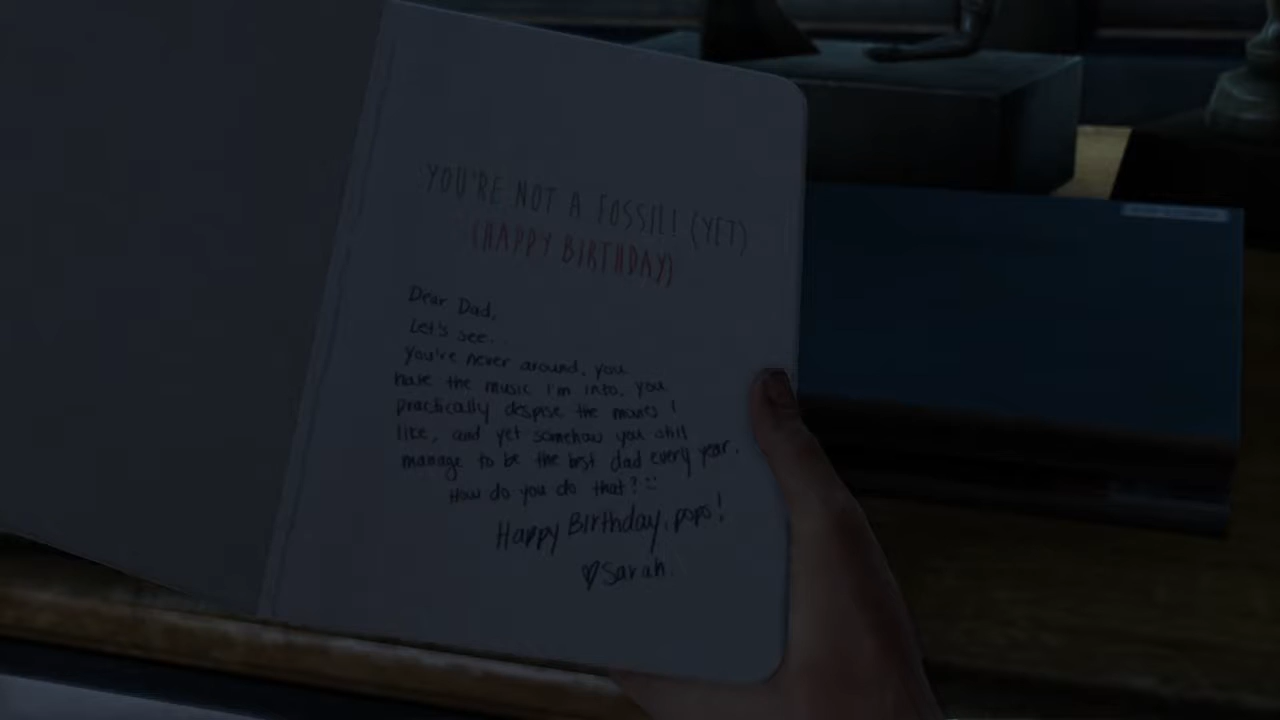 YOU'RE NOT A FOSSIL! (YET)
(HAPPY BIRTHDAY)
Dear Dad,
Let's see.
You're never around, you
hate the music I'm into, you
practically despise the movies I
like, and yet somehow you still
manage to be the best dad every year.
How do you do that? :)
Happy Birthday, popo!
♡Sarah.